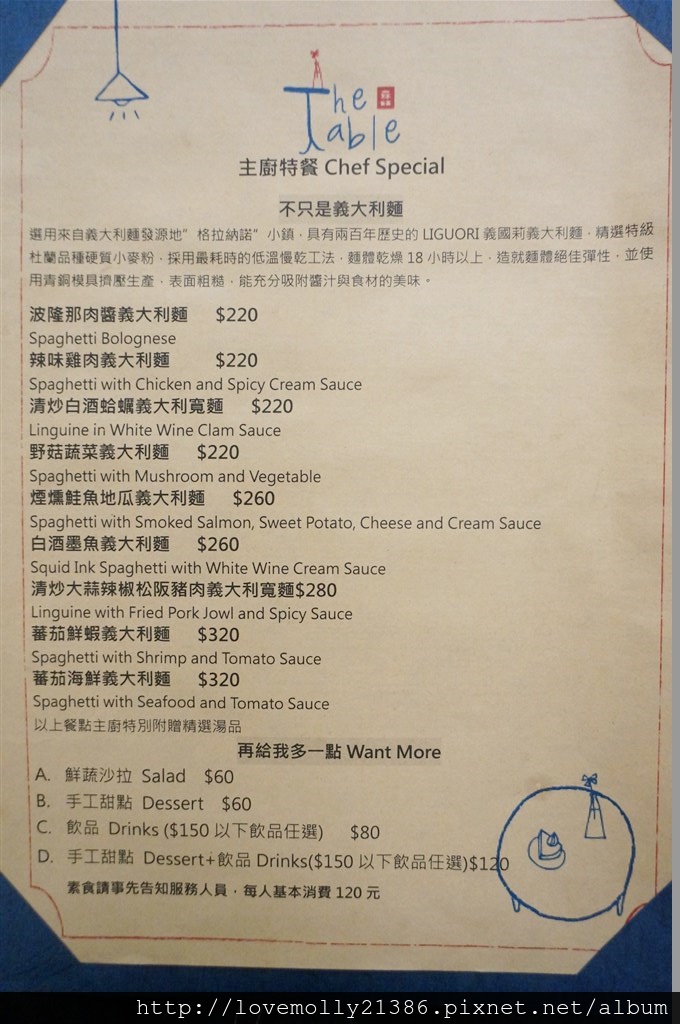 The
Table
主廚特餐 Chef Special
不只是義大利麵
選用來自義大利麵發源地”格拉納諾”小鎮，具有兩百年歷史的 LIGUORI 義國莉義大利麵，精選特級
杜蘭品種硬質小麥粉，採用最耗時的低溫慢乾工法，麵體乾燥 18 小時以上，造就麵體絕佳彈性，並使
用青銅模具擠壓生產，表面粗糙，能充分吸附醬汁與食材的美味。
波隆那肉醬義大利麵 $220
Spaghetti Bolognese
辣味雞肉義大利麵 $220
Spaghetti with Chicken and Spicy Cream Sauce
清炒白酒蛤蠣義大利寬麵 $220
Linguine in White Wine Clam Sauce
野菇蔬菜義大利麵 $220
Spaghetti with Mushroom and Vegetable
煙燻鮭魚地瓜義大利麵 $260
Spaghetti with Smoked Salmon, Sweet Potato, Cheese and Cream Sauce
白酒墨魚義大利麵 $260
Squid Ink Spaghetti with White Wine Cream Sauce
清炒大蒜辣椒松阪豬肉義大利寬麵$280
Linguine with Fried Pork Jowl and Spicy Sauce
蕃茄鮮蝦義大利麵 $320
Spaghetti with Shrimp and Tomato Sauce
蕃茄海鮮義大利麵 $320
Spaghetti with Seafood and Tomato Sauce
以上餐點主廚特別附贈精選湯品
再給我多一點 Want More
A. 鮮蔬沙拉 Salad $60
B. 手工甜點 Dessert $60
C. 飲品 Drinks ($150 以下飲品任選) $80
D. 手工甜點 Dessert+飲品 Drinks($150 以下飲品任選)$120
素食請事先告知服務人員，每人基本消費 120 元
http://lovemolly21386.pixnet.net/album